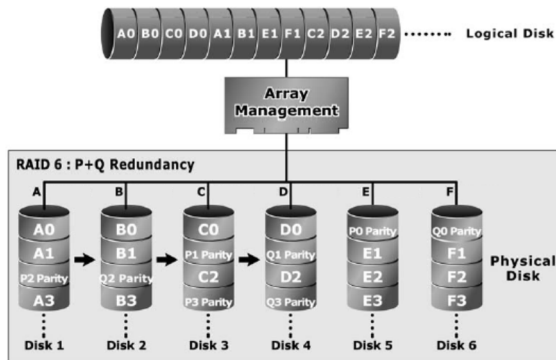 A0 B0 C0 D0 A1 B1 E1 F1 C2 D2 E2 F2 Logical Disk
Array
Management
RAID 6 : P+Q Redundancy
A B C D E F
A0 B0 C0 D0 P0 Parity Q0 Parity
A1 B1 P1 Parity Q1 Parity E1 F1
P2 Parity Q2 Parity C2 D2 E2 F2
A3 B3 P3 Parity Q3 Parity E3 F3
Physical
Disk
Disk 1 Disk 2 Disk 3 Disk 4 Disk 5 Disk 6